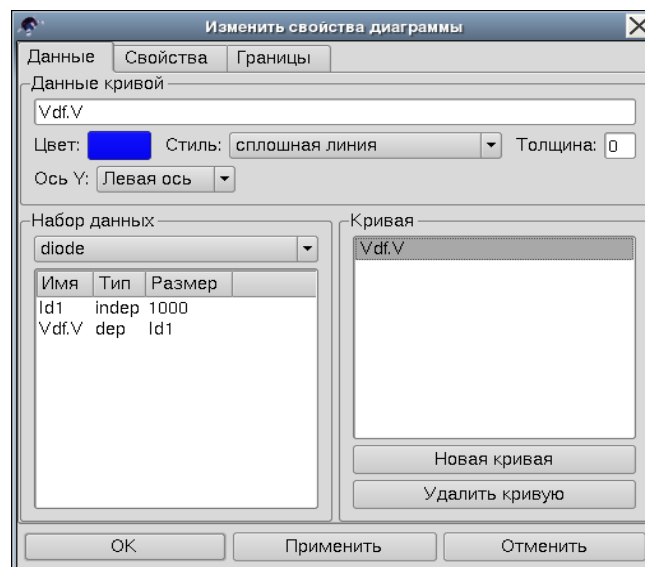 Изменить свойства диаграммы
Данные Свойства Границы
Данные кривой
Vdf.V
Цвет: Стиль: сплошная линия Толщина: 0
Ось Y: Левая ось
Набор данных
diode
Имя Тип Размер
Id1 indep 1000
Vdf.V dep Id1
Кривая
Vdf.V
Новая кривая
Удалить кривую
OK Применить Отменить